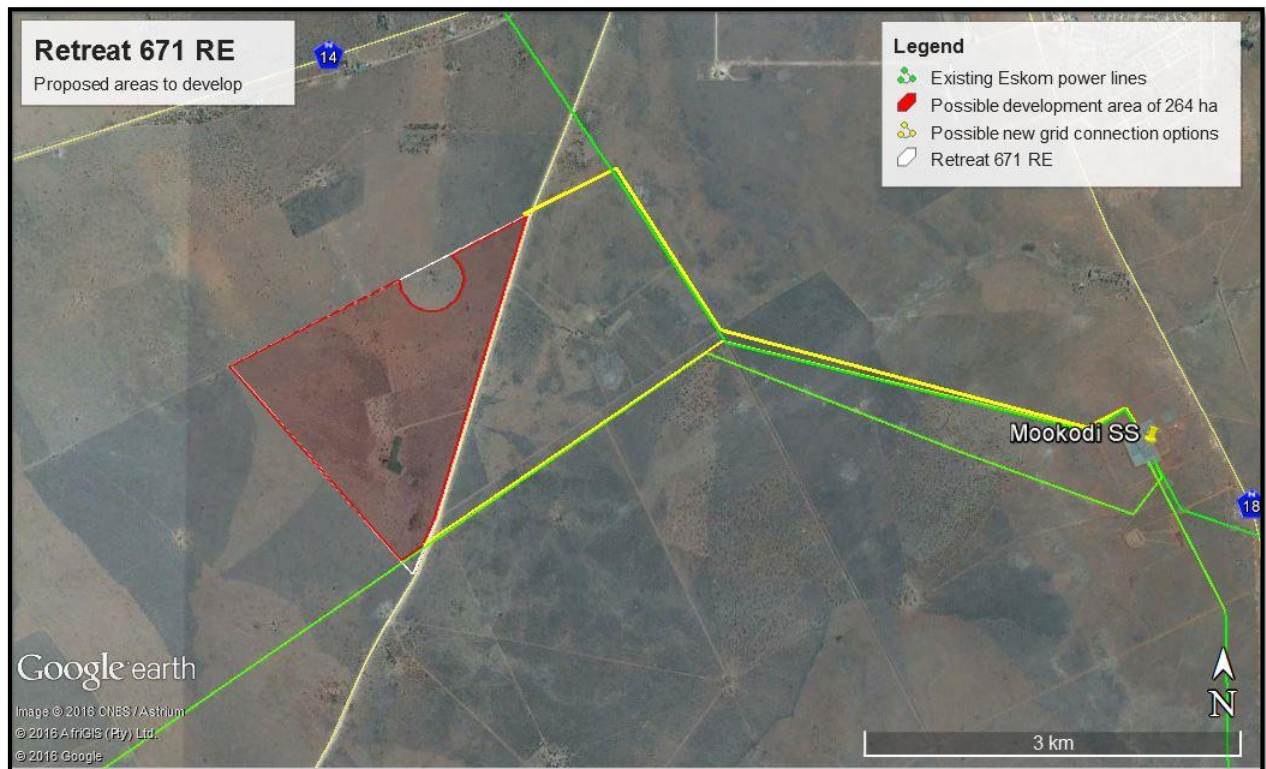 Retreat 671 RE
Proposed areas to develop
N
14
Legend
Existing Eskom power lines
Possible development area of 264 ha
Possible new grid connection options
Retreat 671 RE
Mookodi SS
N
18
Google earth
Image © 2016 CNES / Astrium
© 2016 AfriGIS (Pty) Ltd.
© 2016 Google
N
3 km